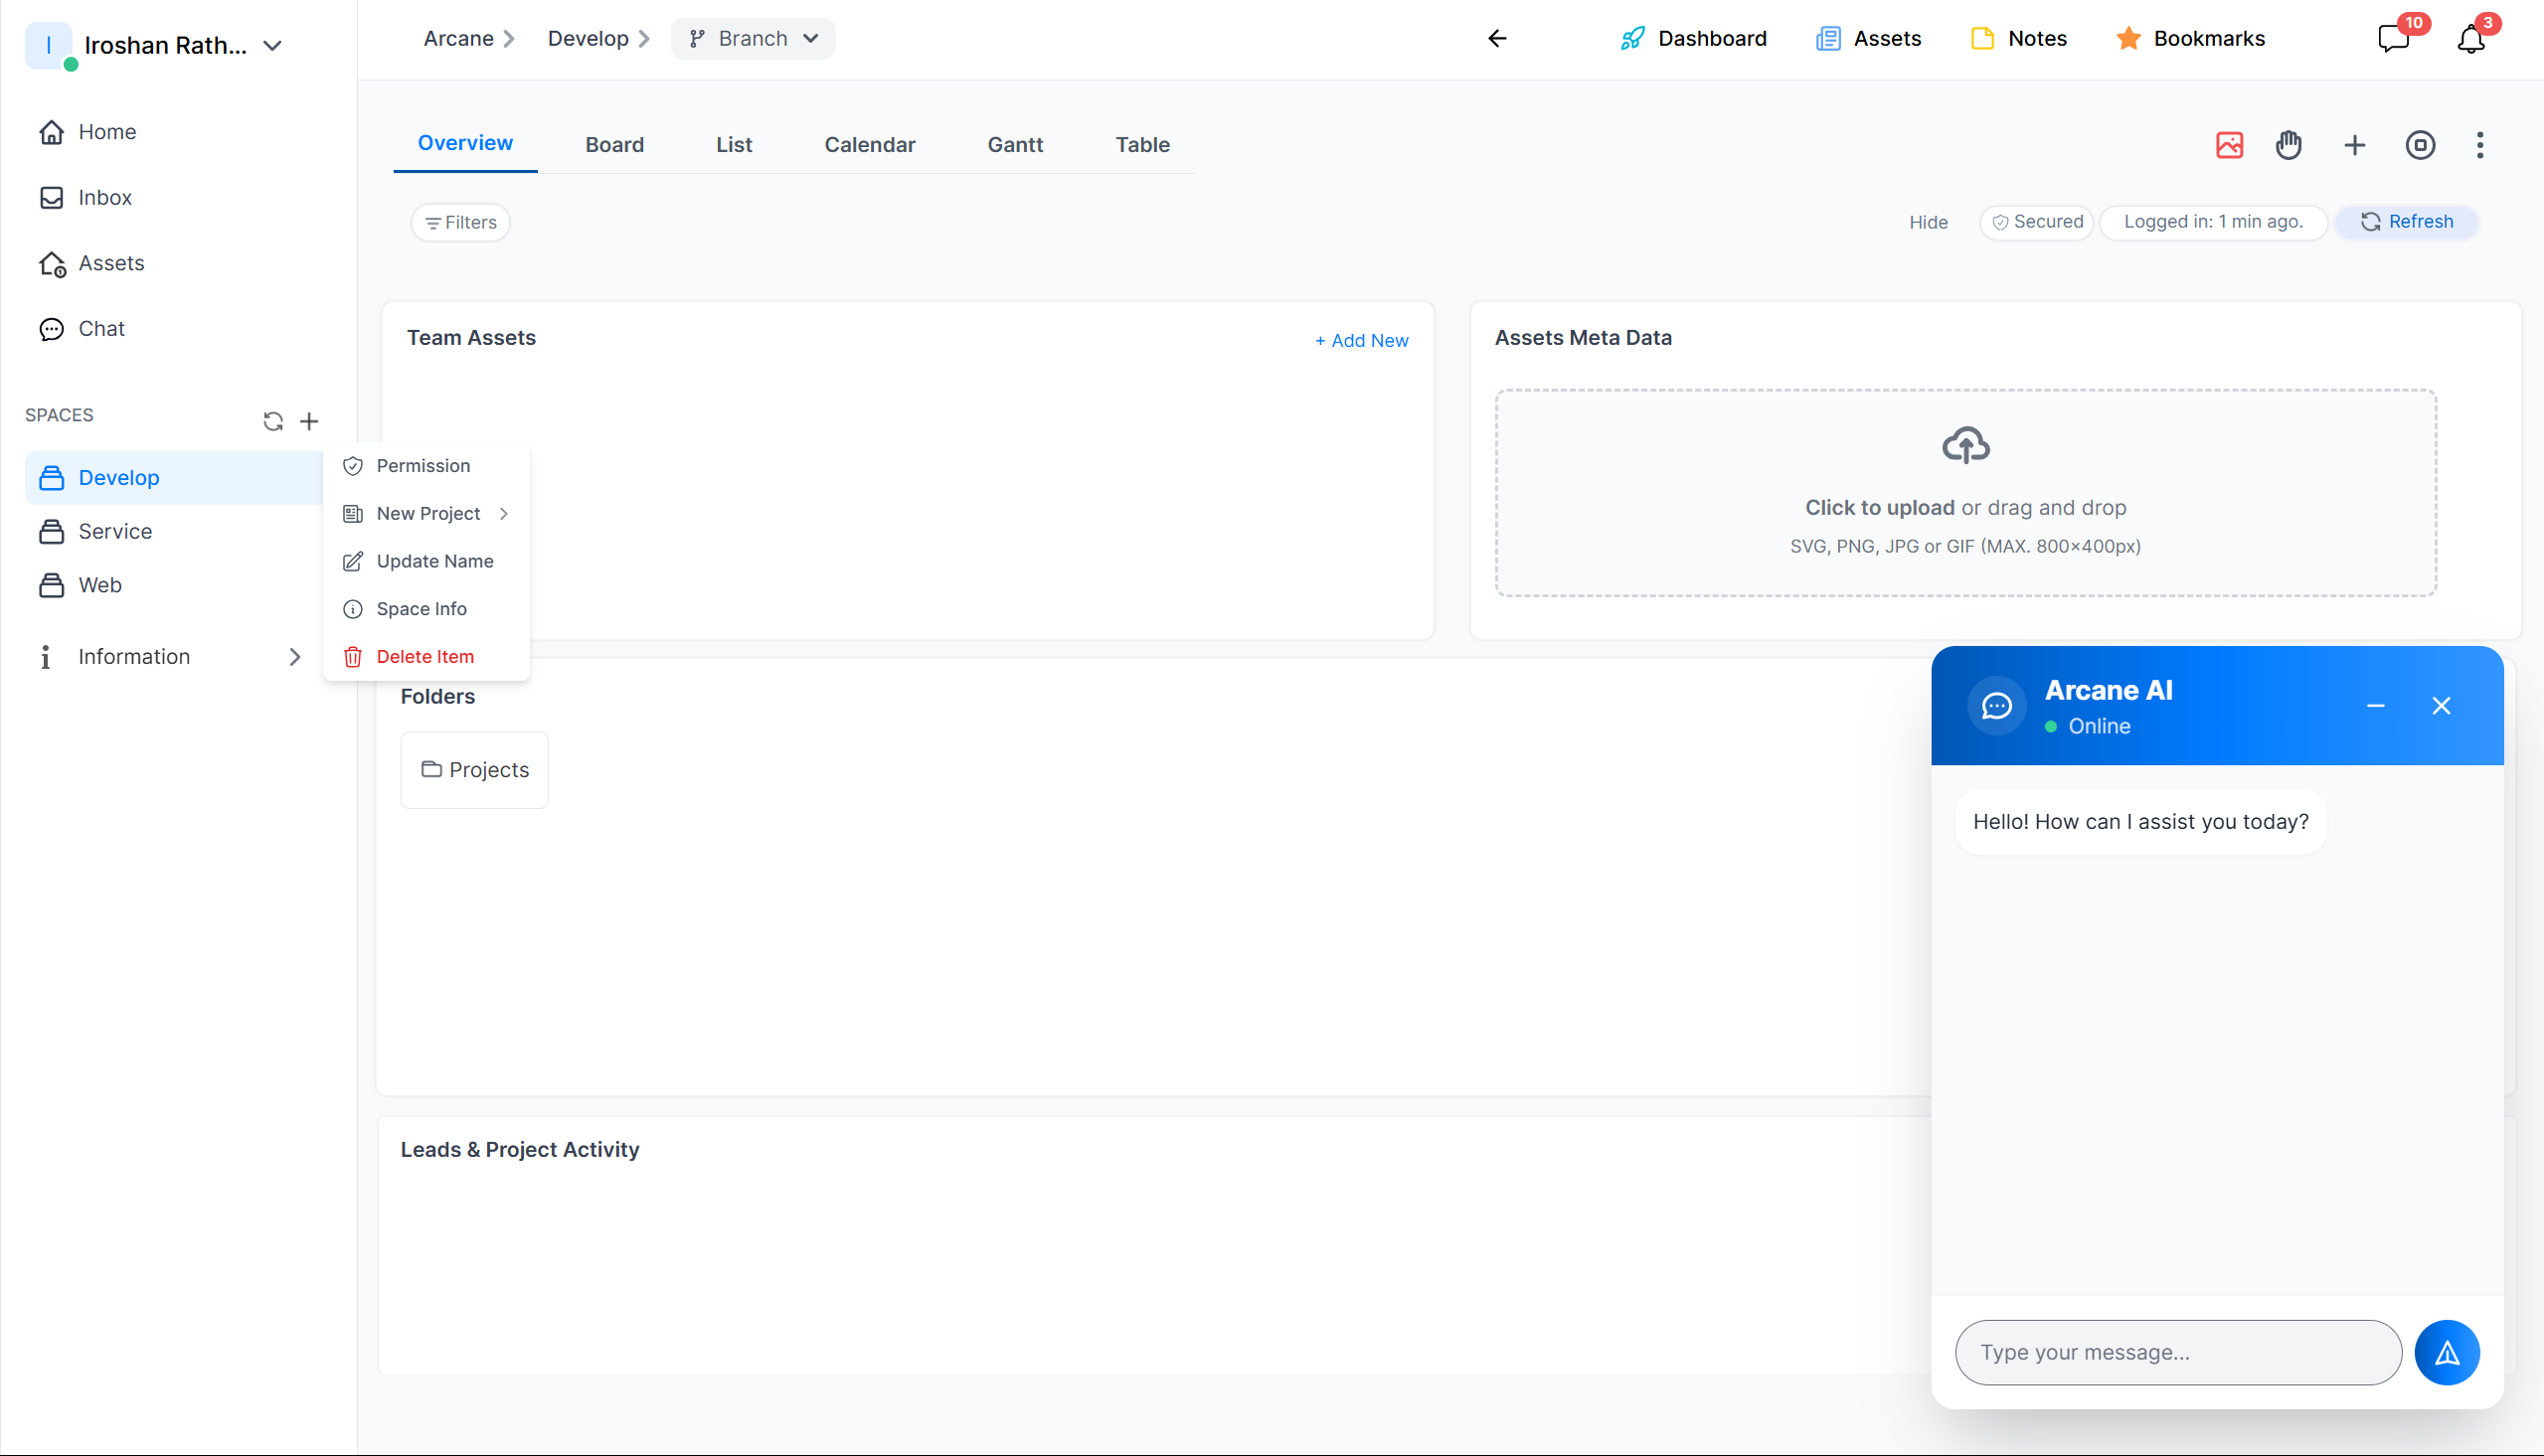 I
Iroshan Rath...
Home
Inbox
Assets
Chat
SPACES
Develop
Service
Web
Information
Permission
New Project
Update Name
Space Info
Delete Item
Arcane
Develop
Branch
Dashboard
Assets
Notes
Bookmarks
10
3
Overview
Board
List
Calendar
Gantt
Table
Filters
Hide
Secured
Logged in: 1 min ago.
Refresh
Team Assets
+ Add New
Assets Meta Data
Click to upload or drag and drop
SVG, PNG, JPG or GIF (MAX. 800×400px)
Folders
Projects
Leads & Project Activity
Arcane AI
Online
Hello! How can I assist you today?
Type your message...